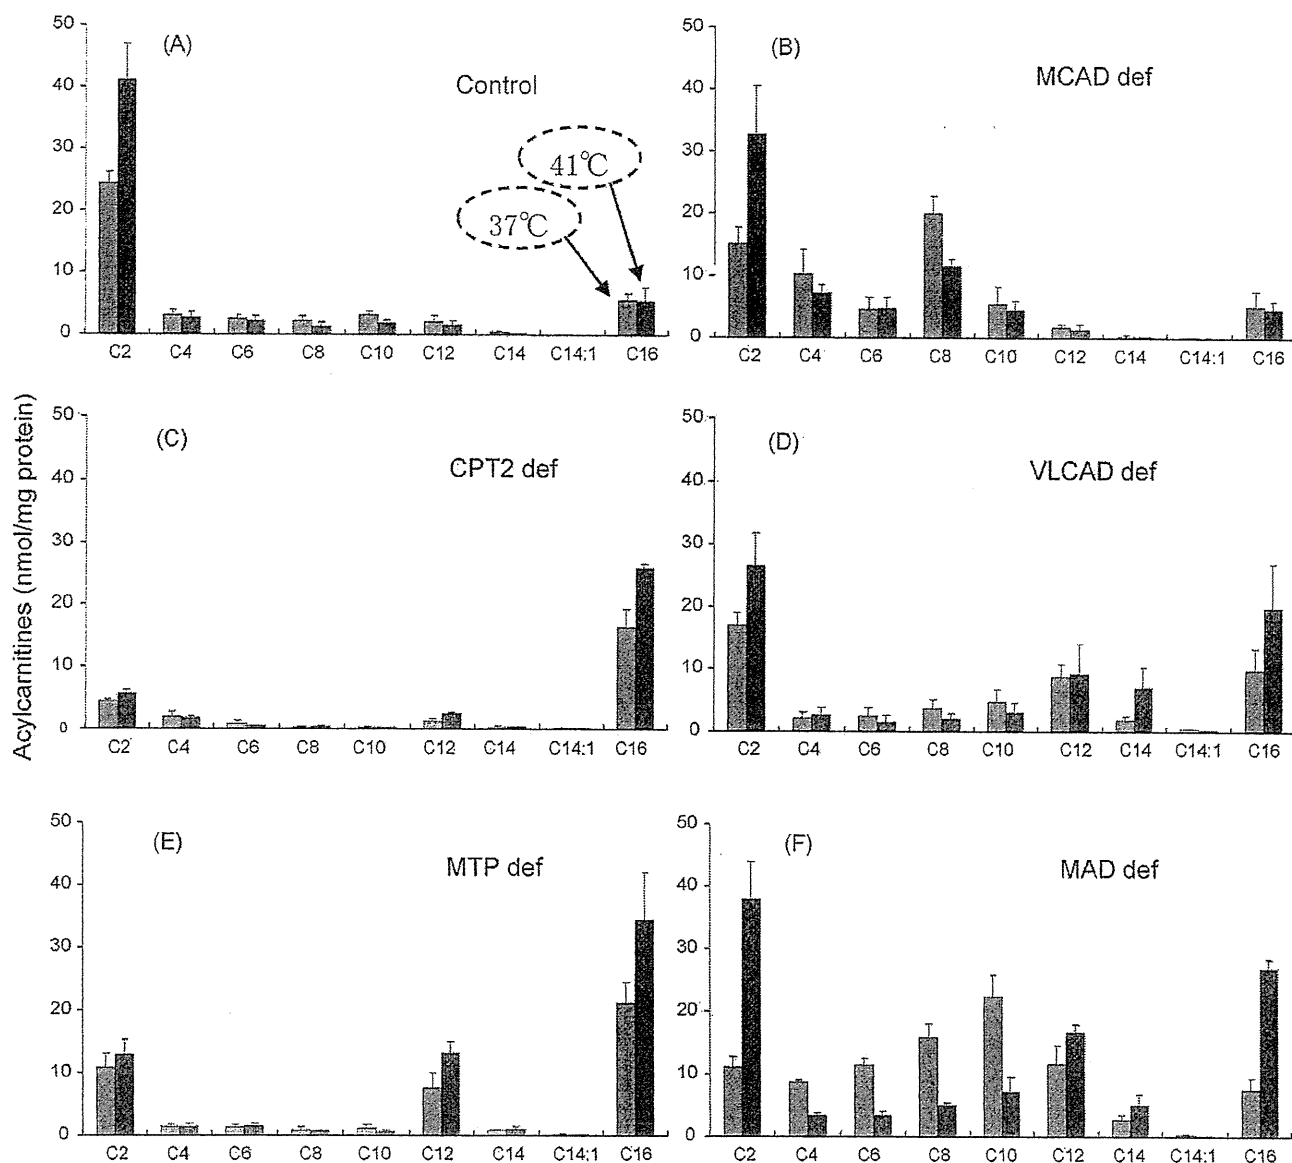 Acylcarnitines (nmol/mg protein)
(A)
Control
41℃
37℃
50
40
30
20
10
0
C2 C4 C6 C8 C10 C12 C14 C14:1 C16
(B)
MCAD def
50
40
30
20
10
0
C2 C4 C6 C8 C10 C12 C14 C14:1 C16
(C)
CPT2 def
50
40
30
20
10
0
C2 C4 C6 C8 C10 C12 C14 C14:1 C16
(D)
VLCAD def
50
40
30
20
10
0
C2 C4 C6 C8 C10 C12 C14 C14:1 C16
(E)
MTP def
50
40
30
20
10
0
C2 C4 C6 C8 C10 C12 C14 C14:1 C16
(F)
MAD def
50
40
30
20
10
0
C2 C4 C6 C8 C10 C12 C14 C14:1 C16